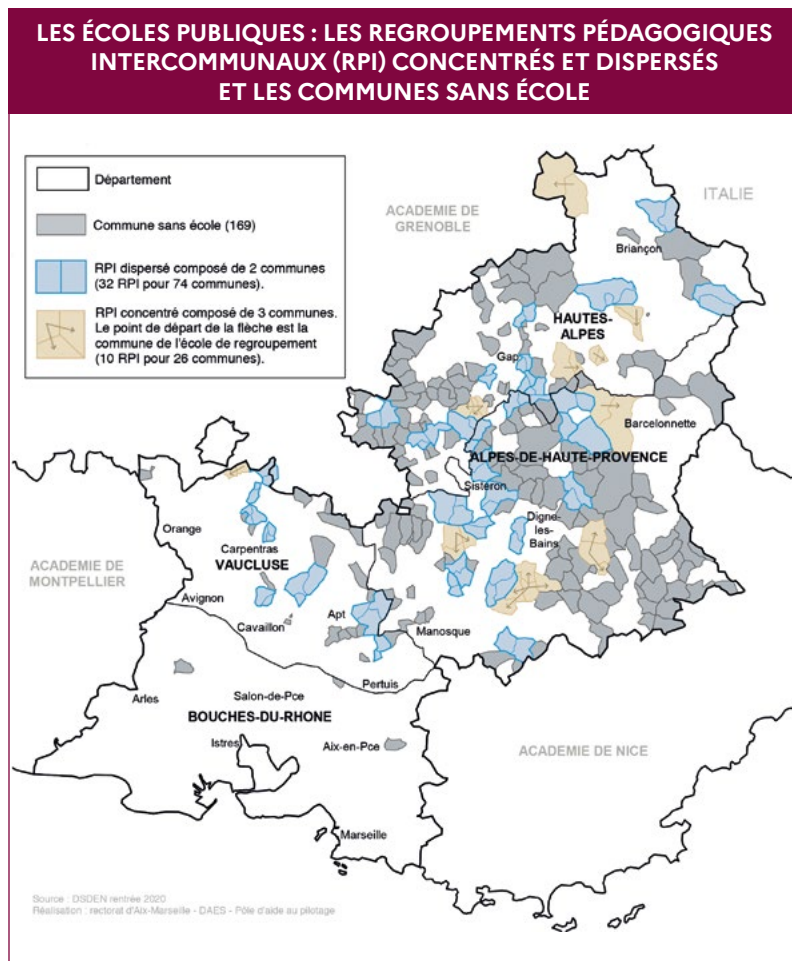 LES ÉCOLES PUBLIQUES : LES REGROUPEMENTS PÉDAGOGIQUES
INTERCOMMUNAUX (RPI) CONCENTRÉS ET DISPERSÉS
ET LES COMMUNES SANS ÉCOLE
Département
Commune sans école (169)
RPI dispersé composé de 2 communes
(32 RPI pour 74 communes).
RPI concentré composé de 3 communes.
Le point de départ de la flèche est la
commune de l'école de regroupement
(10 RPI pour 26 communes).
ACADÉMIE DE
GRENOBLE
ITALIE
Briançon
HAUTES-
ALPES
Gap
Barcelonnette
ALPES-DE-HAUTE-PROVENCE
Sisteron
Digne-
les-
Bains
Orange
Carpentras
VAUCLUSE
ACADÉMIE DE
MONTPELLIER
Avignon
Cavaillon
Apt
Manosque
Pertuis
Arles
Salon-de-Pce
BOUCHES-DU-RHONE
Istres
Aix-en-Pce
ACADÉMIE DE NICE
Marseille
Source : DSDEN rentrée 2020
Réalisation : rectorat d'Aix-Marseille - DAES - Pôle d'aide au pilotage